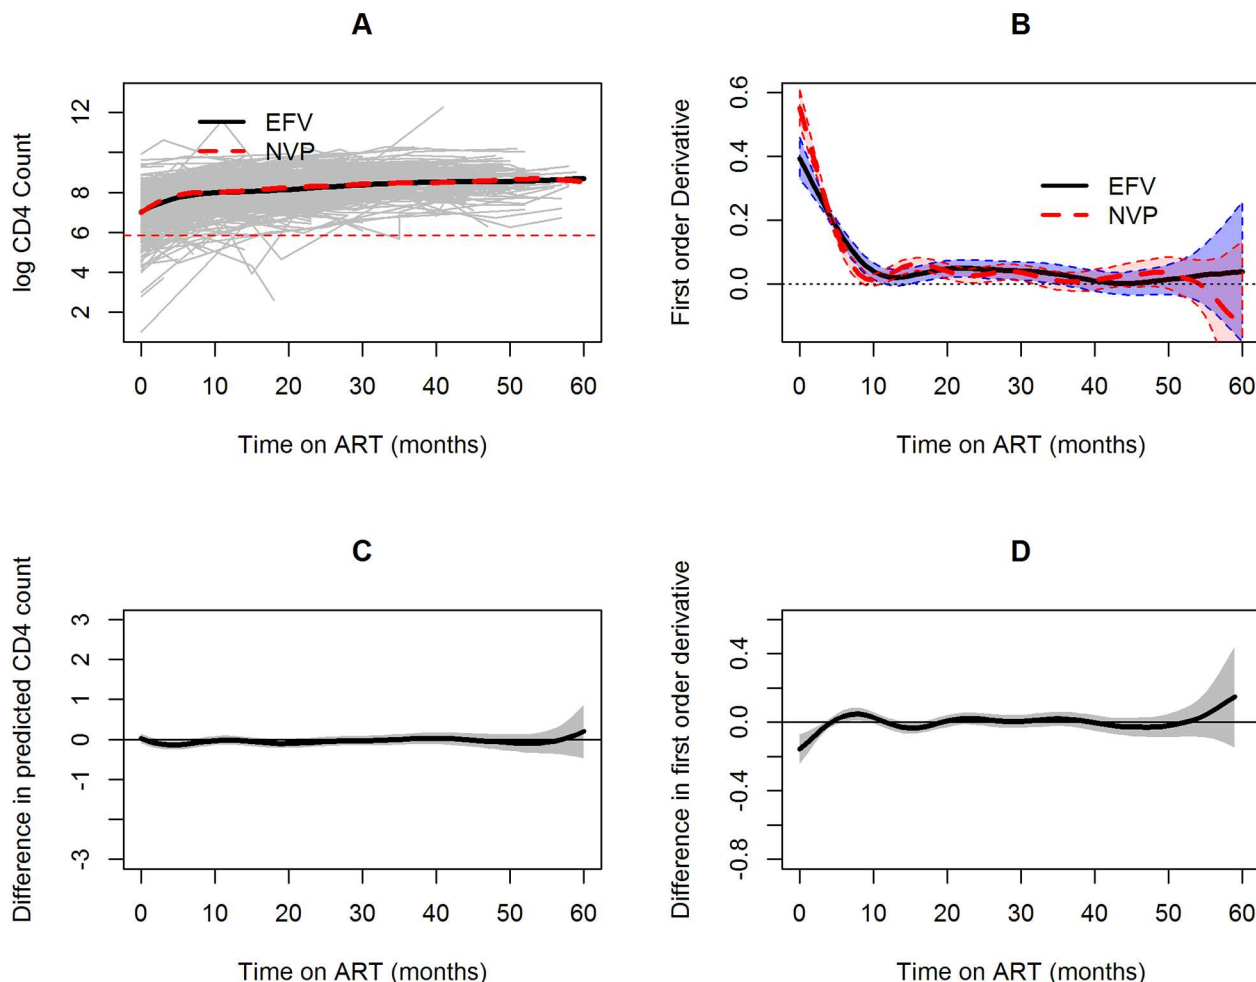 A
log CD4 Count
12
10
8
6
4
2
EFV
NVP
0 10 20 30 40 50 60
Time on ART (months)
B
First order Derivative
0.6
0.4
0.2
0.0
EFV
NVP
0 10 20 30 40 50 60
Time on ART (months)
C
Difference in predicted CD4 count
3
2
1
0
-1
-3
0 10 20 30 40 50 60
Time on ART (months)
D
Difference in first order derivative
0.4
0.0
-0.4
-0.8
0 10 20 30 40 50 60
Time on ART (months)